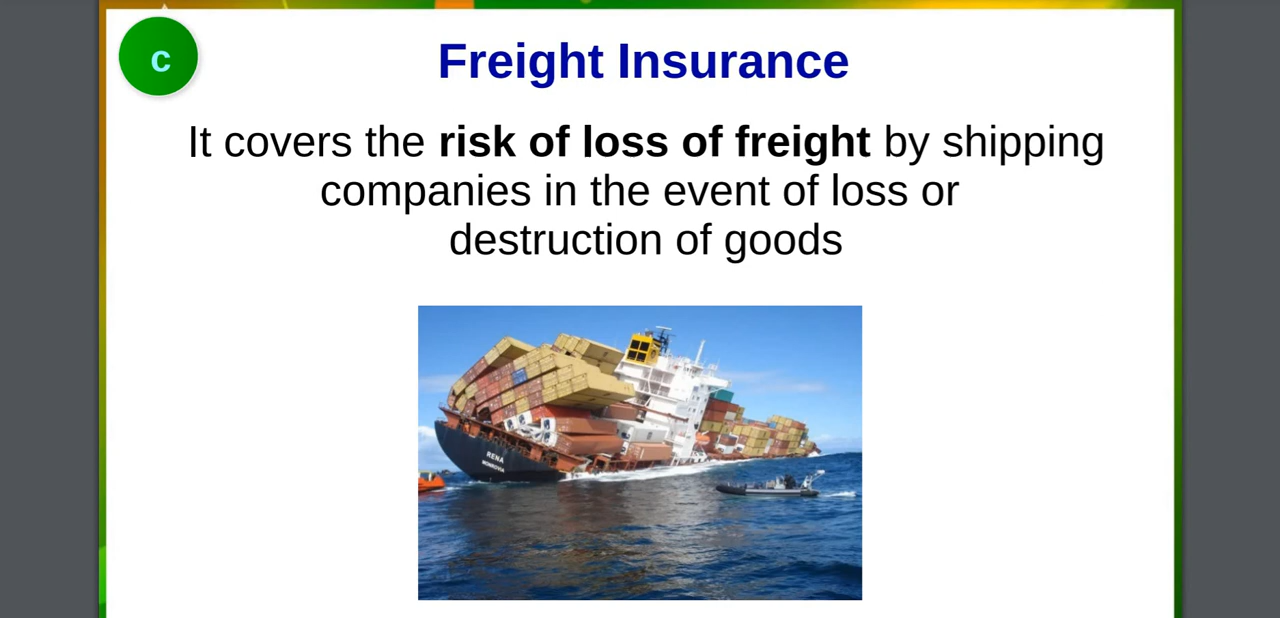 c
Freight Insurance
It covers the risk of loss of freight by shipping
companies in the event of loss or
destruction of goods
RENA
MONROVIA